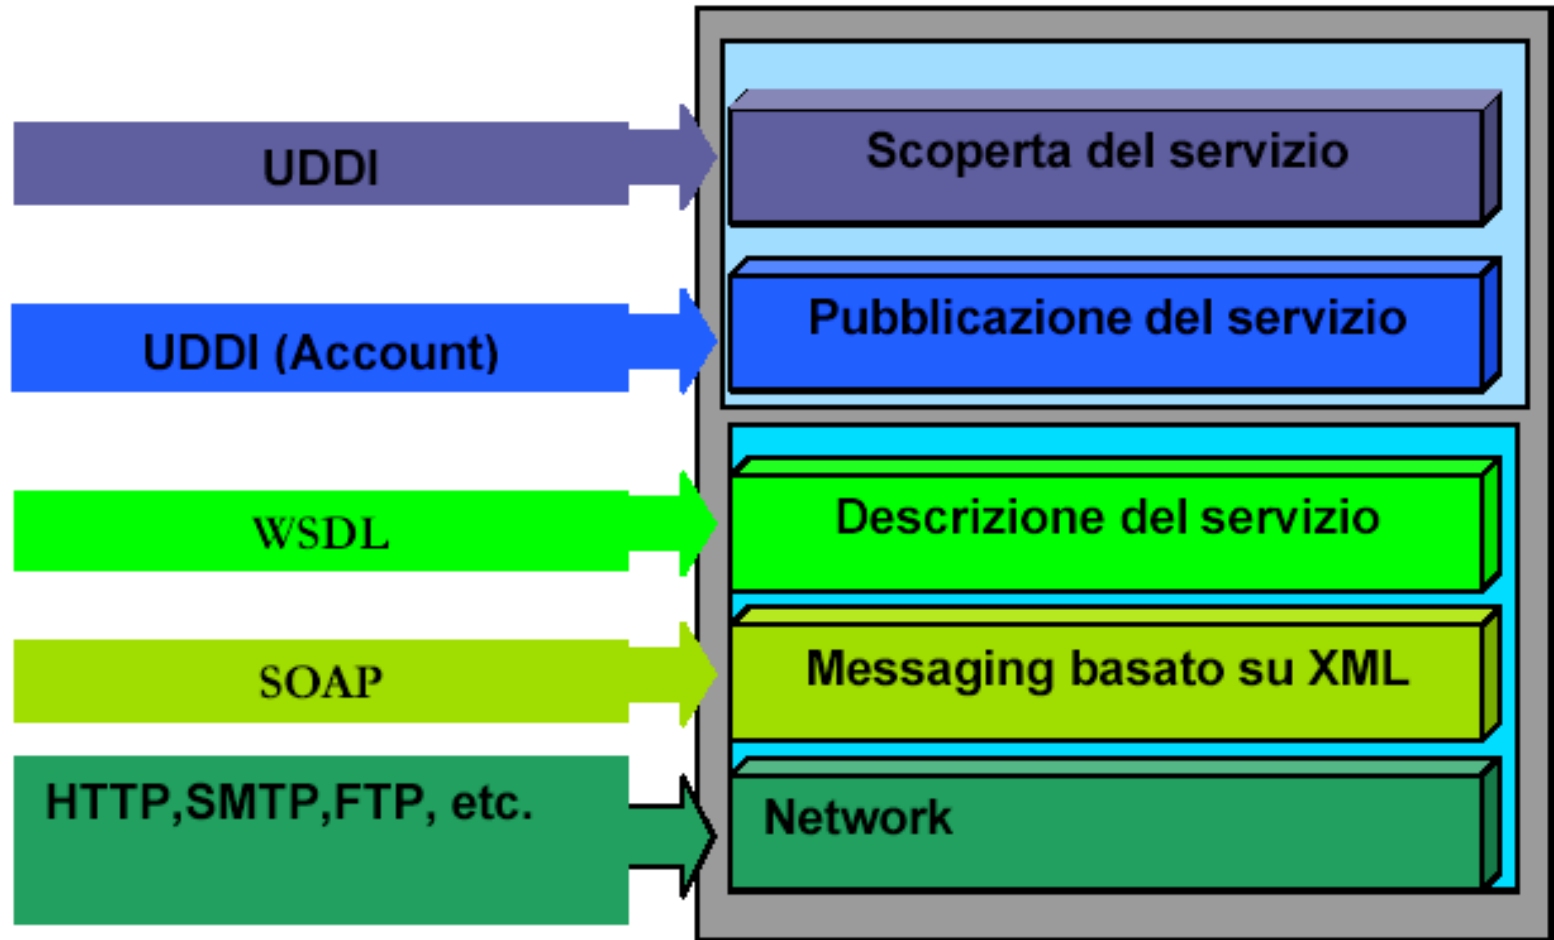 UDDI
Scoperta del servizio
UDDI (Account)
Pubblicazione del servizio
WSDL
Descrizione del servizio
SOAP
Messaging basato su XML
HTTP,SMTP,FTP, etc.
Network